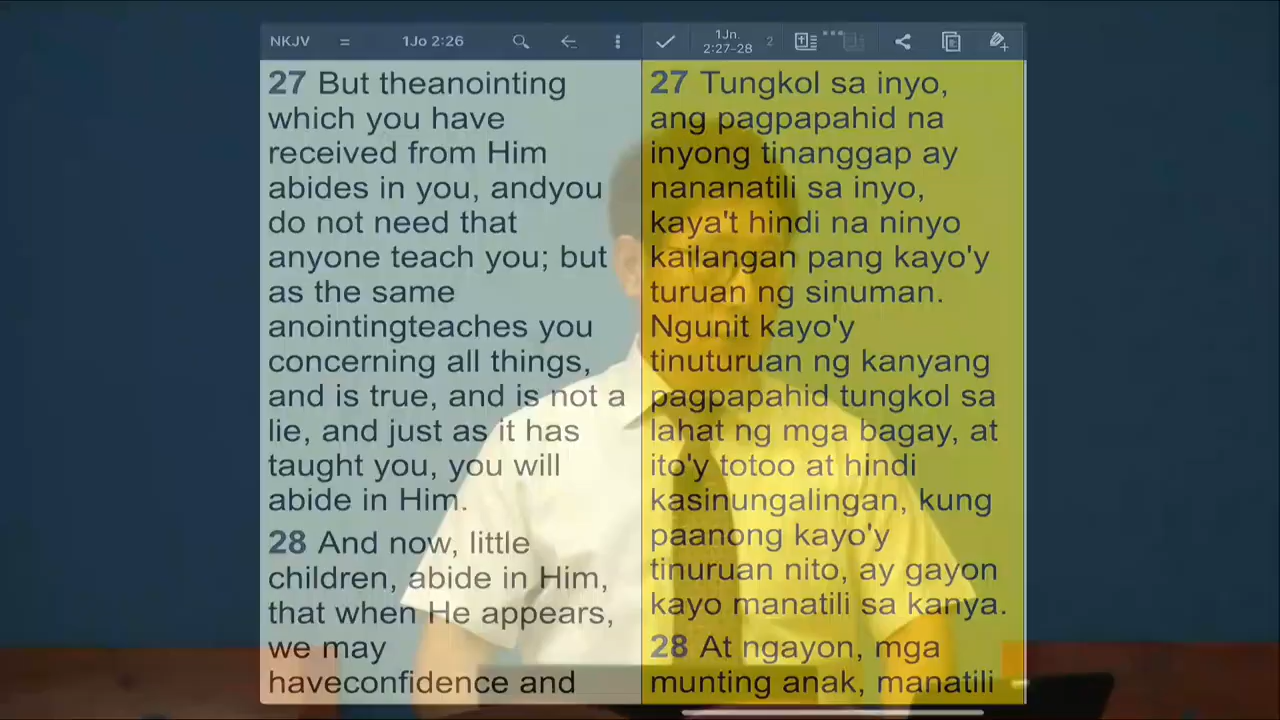 NKJV = 1Jo 2:26
27 But theanointing
which you have
received from Him
abides in you, andyou
do not need that
anyone teach you; but
as the same
anointingteaches you
concerning all things,
and is true, and is not a
lie, and just as it has
taught you, you will
abide in Him.
28 And now, little
children, abide in Him,
that when He appears,
we may
haveconfidence and
1Jn.
2:27-28 2
27 Tungkol sa inyo,
ang pagpapahid na
inyong tinanggap ay
nananatili sa inyo,
kaya't hindi na ninyo
kailangan pang kayo'y
turuan ng sinuman.
Ngunit kayo'y
tinuturuan ng kanyang
pagpapahid tungkol sa
lahat ng mga bagay, at
ito'y totoo at hindi
kasinungalingan, kung
paanong kayo'y
tinuruan nito, ay gayon
kayo manatili sa kanya.
28 At ngayon, mga
munting anak, manatili